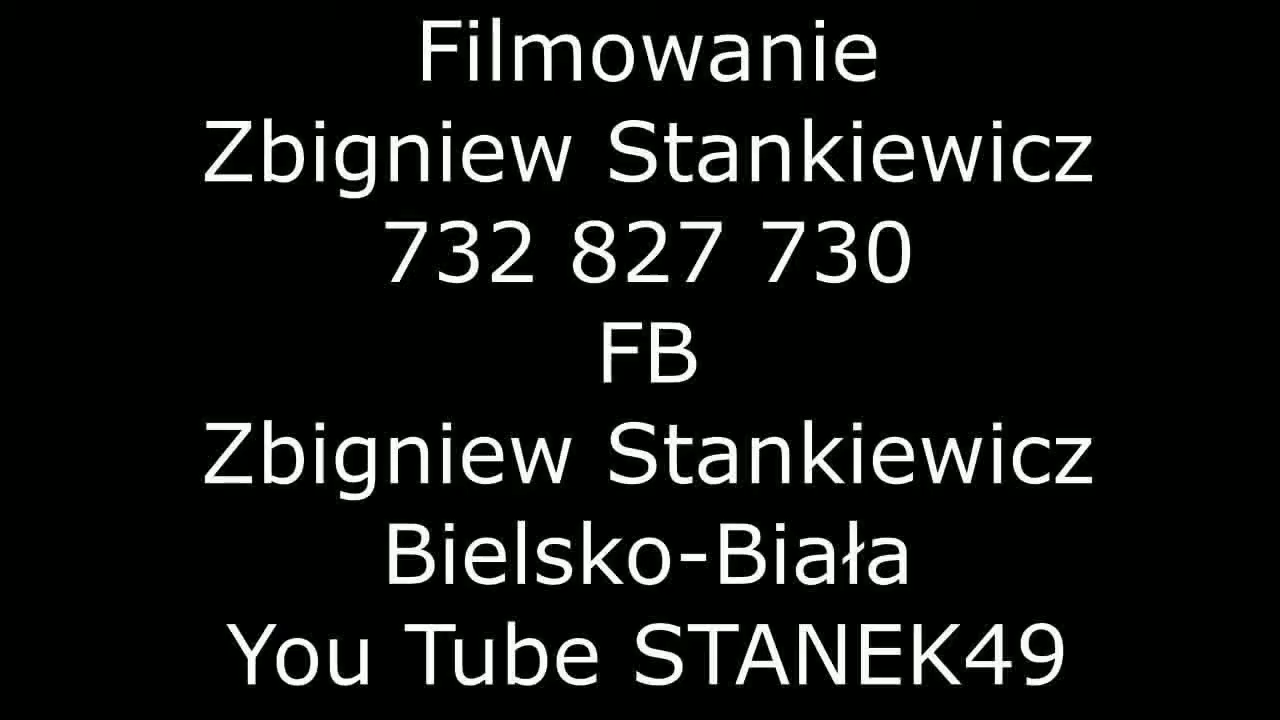 Filmowanie
Zbigniew Stankiewicz
732 827 730
FB
Zbigniew Stankiewicz
Bielsko-Biała
You Tube STANEK49